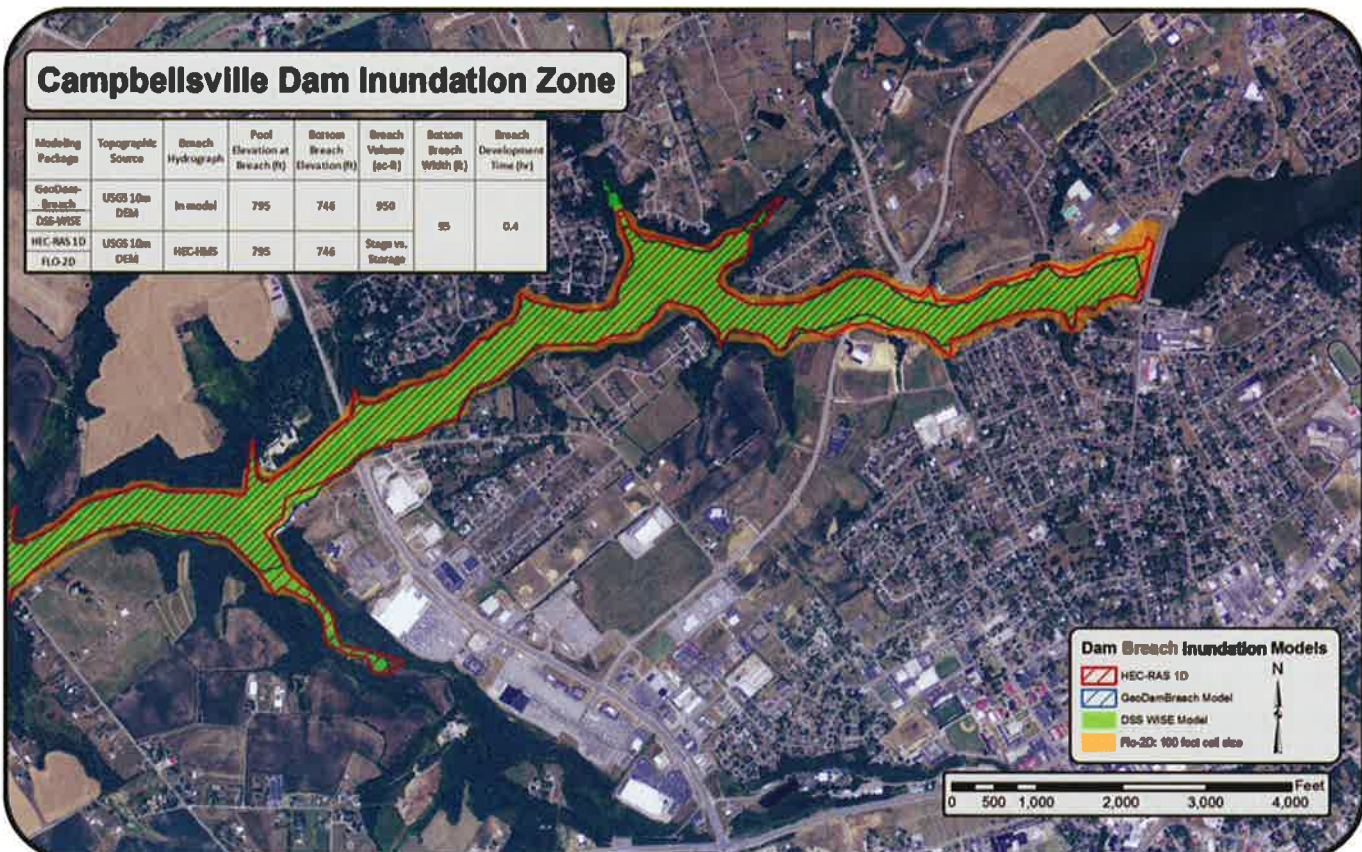 Campbellsville Dam Inundation Zone
Modeling Package
Topographic Source
Breach Hydrograph
Pool Elevation at Breach (ft)
Bottom Breach Elevation (ft)
Breach Volume (ac-ft)
Bottom Breach Width (ft)
Breach Development Time (hr)
GeoDam-Breach
DSS-WISE
USGS 10m DEM
In model
795
746
950
95
0.4
HEC-RAS 1D
FLO-2D
USGS 10m DEM
HEC-HMS
795
746
Stage vs. Storage
Dam Breach Inundation Models
HEC-RAS 1D
GeoDamBreach Model
DSS WISE Model
Flo-2D: 100 foot cell size
N
Feet
0 500 1,000 2,000 3,000 4,000